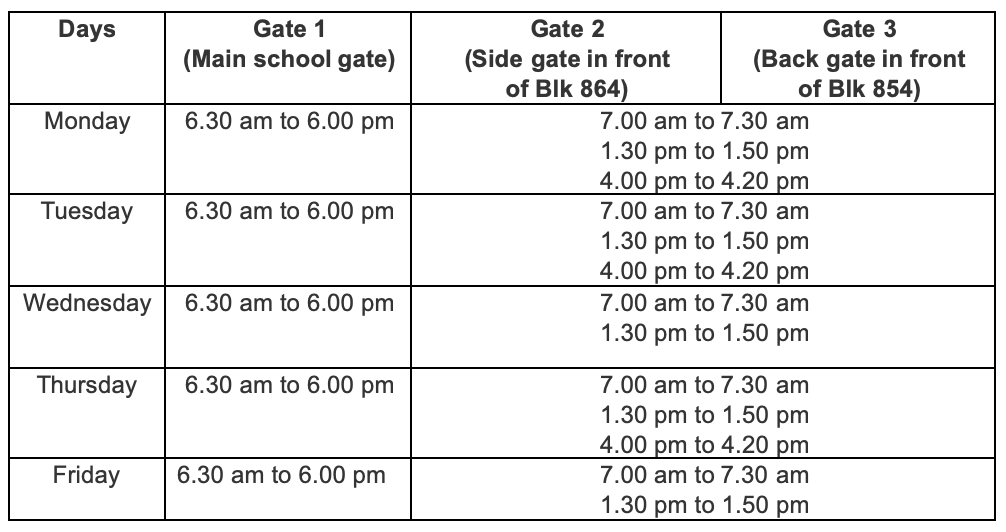 Days
Gate 1
(Main school gate)
Gate 2
(Side gate in front
of Blk 864)
Gate 3
(Back gate in front
of Blk 854)
Monday
6.30 am to 6.00 pm
7.00 am to 7.30 am
1.30 pm to 1.50 pm
4.00 pm to 4.20 pm
Tuesday
6.30 am to 6.00 pm
7.00 am to 7.30 am
1.30 pm to 1.50 pm
4.00 pm to 4.20 pm
Wednesday
6.30 am to 6.00 pm
7.00 am to 7.30 am
1.30 pm to 1.50 pm
Thursday
6.30 am to 6.00 pm
7.00 am to 7.30 am
1.30 pm to 1.50 pm
4.00 pm to 4.20 pm
Friday
6.30 am to 6.00 pm
7.00 am to 7.30 am
1.30 pm to 1.50 pm